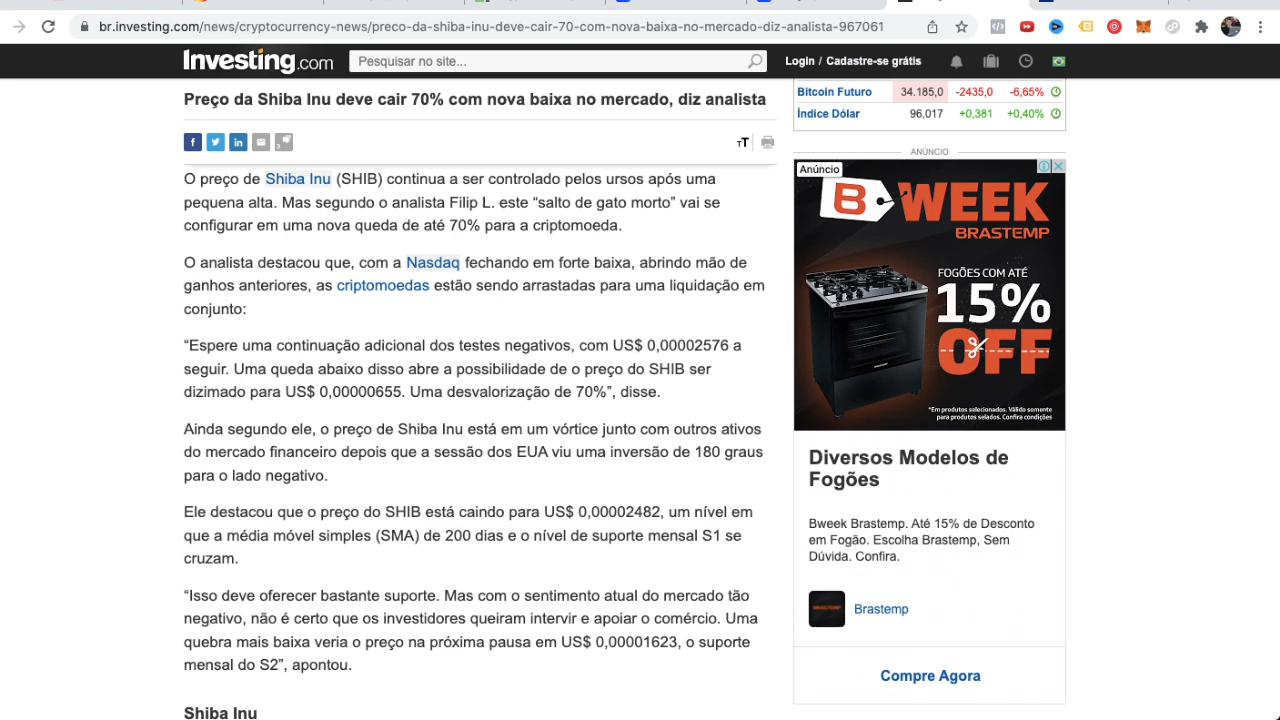 br.investing.com/news/cryptocurrency-news/preco-da-shiba-inu-deve-cair-70-com-nova-baixa-no-mercado-diz-analista-967061
Investing.com
Pesquisar no site...
Login / Cadastre-se grátis
Preço da Shiba Inu deve cair 70% com nova baixa no mercado, diz analista
3
TT
O preço de Shiba Inu (SHIB) continua a ser controlado pelos ursos após uma
pequena alta. Mas segundo o analista Filip L. este “salto de gato morto” vai se
configurar em uma nova queda de até 70% para a criptomoeda.
O analista destacou que, com a Nasdaq fechando em forte baixa, abrindo mão de
ganhos anteriores, as criptomoedas estão sendo arrastadas para uma liquidação em
conjunto:
“Espere uma continuação adicional dos testes negativos, com US$ 0,00002576 a
seguir. Uma queda abaixo disso abre a possibilidade de o preço do SHIB ser
dizimado para US$ 0,00000655. Uma desvalorização de 70%”, disse.
Ainda segundo ele, o preço de Shiba Inu está em um vórtice junto com outros ativos
do mercado financeiro depois que a sessão dos EUA viu uma inversão de 180 graus
para o lado negativo.
Ele destacou que o preço do SHIB está caindo para US$ 0,00002482, um nível em
que a média móvel simples (SMA) de 200 dias e o nível de suporte mensal S1 se
cruzam.
“Isso deve oferecer bastante suporte. Mas com o sentimento atual do mercado tão
negativo, não é certo que os investidores queiram intervir e apoiar o comércio. Uma
quebra mais baixa veria o preço na próxima pausa em US$ 0,00001623, o suporte
mensal do S2”, apontou.
Shiba Inu
Bitcoin Futuro 34.185,0 -2435,0 -6,65%
Índice Dólar 96,017 +0,381 +0,40%
ANÚNCIO
Anúncio
B WEEK
BRASTEMP
FOGÕES COM ATÉ
15%
OFF
*Em produtos selecionados. Válido somente
para produtos selados. Confira condições
Diversos Modelos de
Fogões
Bweek Brastemp. Até 15% de Desconto
em Fogão. Escolha Brastemp, Sem
Dúvida. Confira.
BRASTEMP
Brastemp
Compre Agora